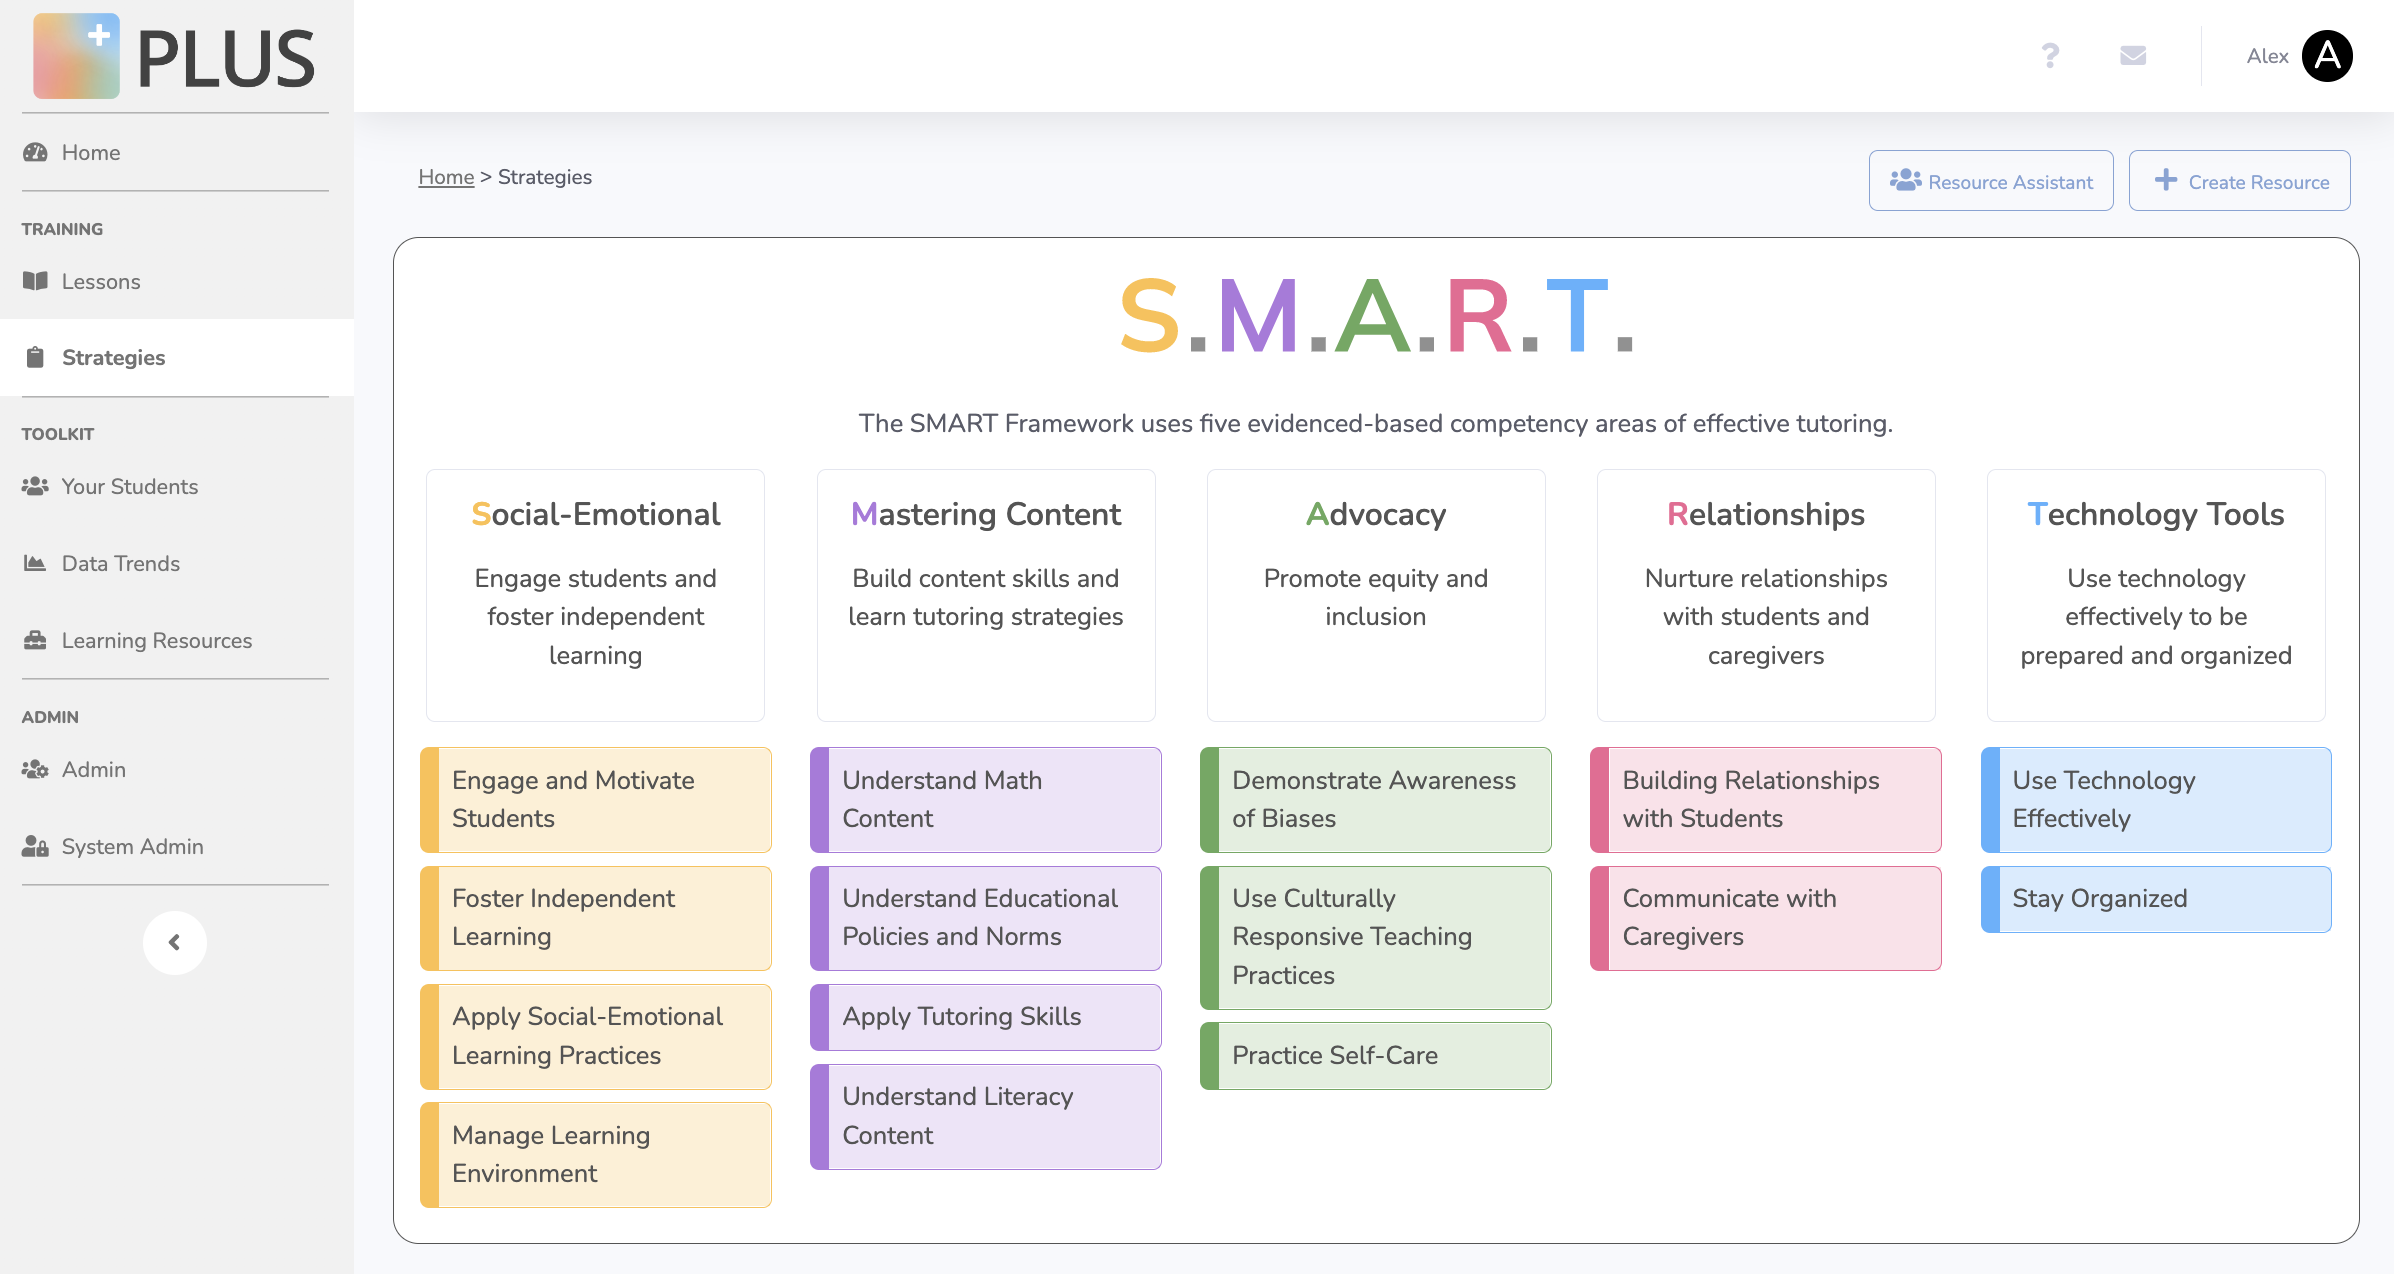 PLUS
Home
TRAINING
Lessons
Strategies
TOOLKIT
Your Students
Data Trends
Learning Resources
ADMIN
Admin
System Admin
?
Alex
A
Home > Strategies
Resource Assistant
Create Resource
S.M.A.R.T.
The SMART Framework uses five evidenced-based competency areas of effective tutoring.
Social-Emotional
Engage students and
foster independent
learning
Engage and Motivate
Students
Foster Independent
Learning
Apply Social-Emotional
Learning Practices
Manage Learning
Environment
Mastering Content
Build content skills and
learn tutoring strategies
Understand Math
Content
Understand Educational
Policies and Norms
Apply Tutoring Skills
Understand Literacy
Content
Advocacy
Promote equity and
inclusion
Demonstrate Awareness
of Biases
Use Culturally
Responsive Teaching
Practices
Practice Self-Care
Relationships
Nurture relationships
with students and
caregivers
Building Relationships
with Students
Communicate with
Caregivers
Technology Tools
Use technology
effectively to be
prepared and organized
Use Technology
Effectively
Stay Organized